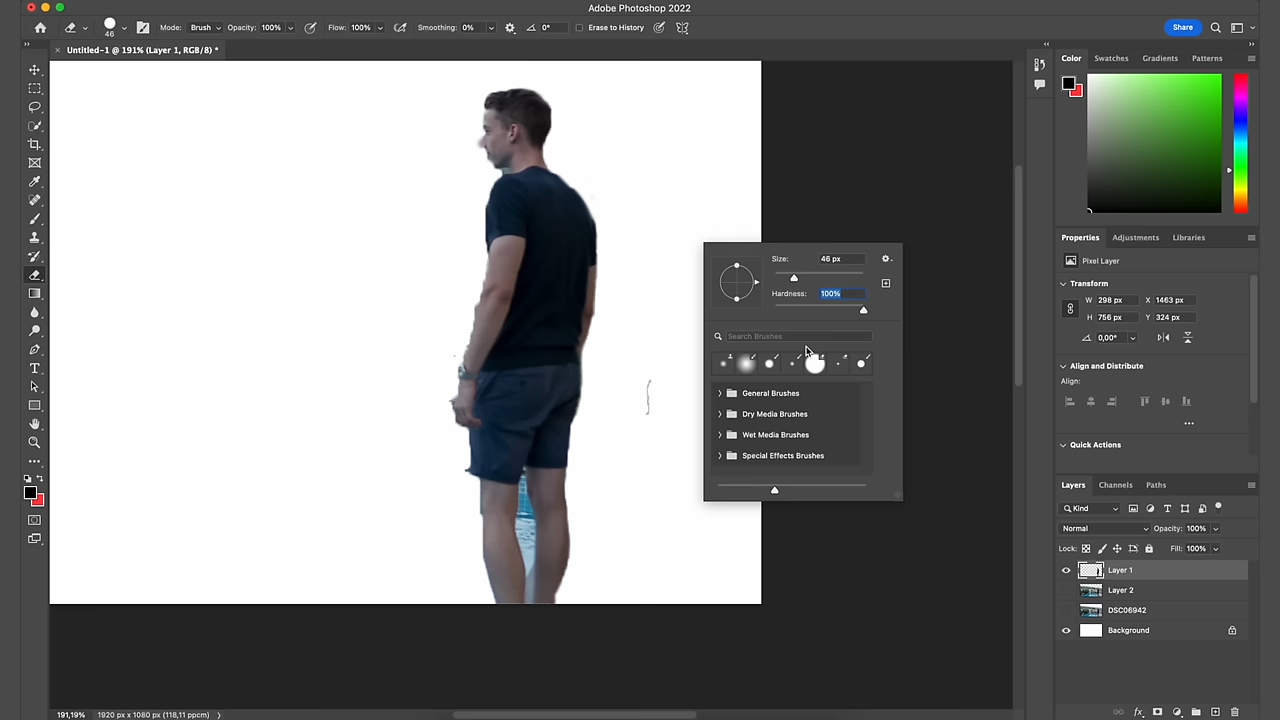 Adobe Photoshop 2022
46
Mode: Brush Opacity: 100% Flow: 100% Smoothing: 0% 0° Erase to History
Share
Untitled-1 @ 191% (Layer 1, RGB/8) *
Color Swatches Gradients Patterns
Size: 46 px
Hardness: 100%
Search Brushes
General Brushes
Dry Media Brushes
Wet Media Brushes
Special Effects Brushes
Properties Adjustments Libraries
Pixel Layer
Transform
W 298 px X 1463 px
H 756 px Y 324 px
0,00°
Align and Distribute
Align:
Quick Actions
Layers Channels Paths
Kind
Normal Opacity: 100%
Lock: Fill: 100%
Layer 1
Layer 2
DSC06942
Background
fx
191,19% 1920 px x 1080 px (118,11 ppcm)